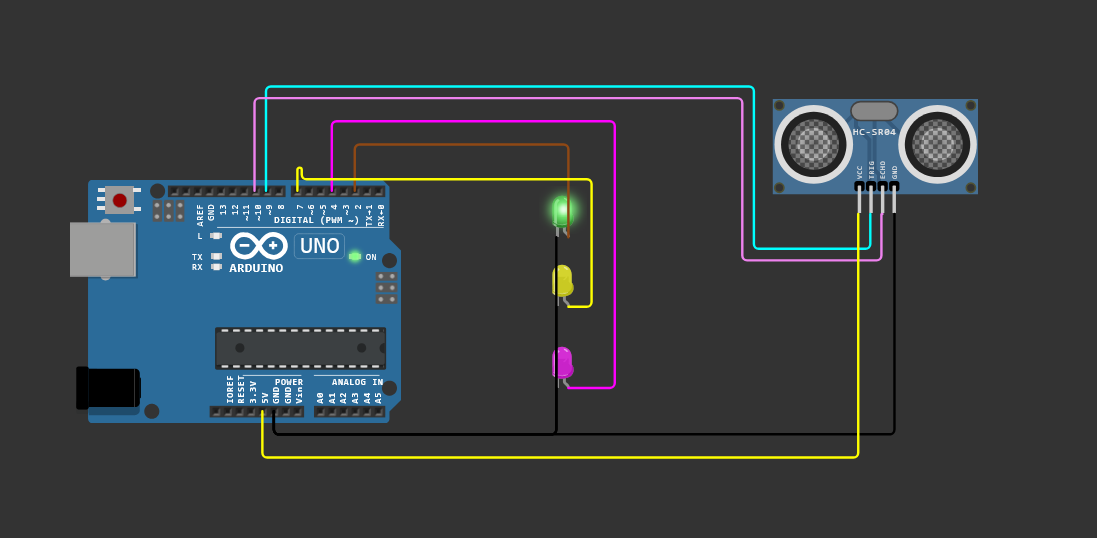 HC-SR04
VCC
TRIG
ECHO
GND
AREF
GND
13
12
~11
~10
~9
8
7
~6
~5
4
~3
2
TX→1
RX←0
DIGITAL (PWM ~)
L
TX
RX
UNO
ON
ARDUINO
POWER
ANALOG IN
IOREF
RESET
3.3V
5V
GND
GND
Vin
A0
A1
A2
A3
A4
A5